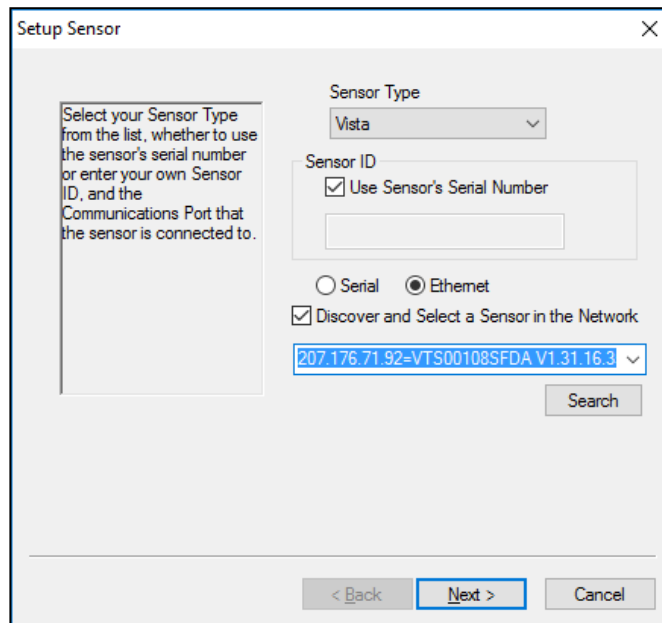 Setup Sensor
Select your Sensor Type
from the list, whether to use
the sensor's serial number
or enter your own Sensor
ID, and the
Communications Port that
the sensor is connected to.
Sensor Type
Vista
Sensor ID
Use Sensor's Serial Number
Serial
Ethernet
Discover and Select a Sensor in the Network
207.176.71.92=VTS00108SFDA V1.31.16.3
Search
< Back
Next >
Cancel